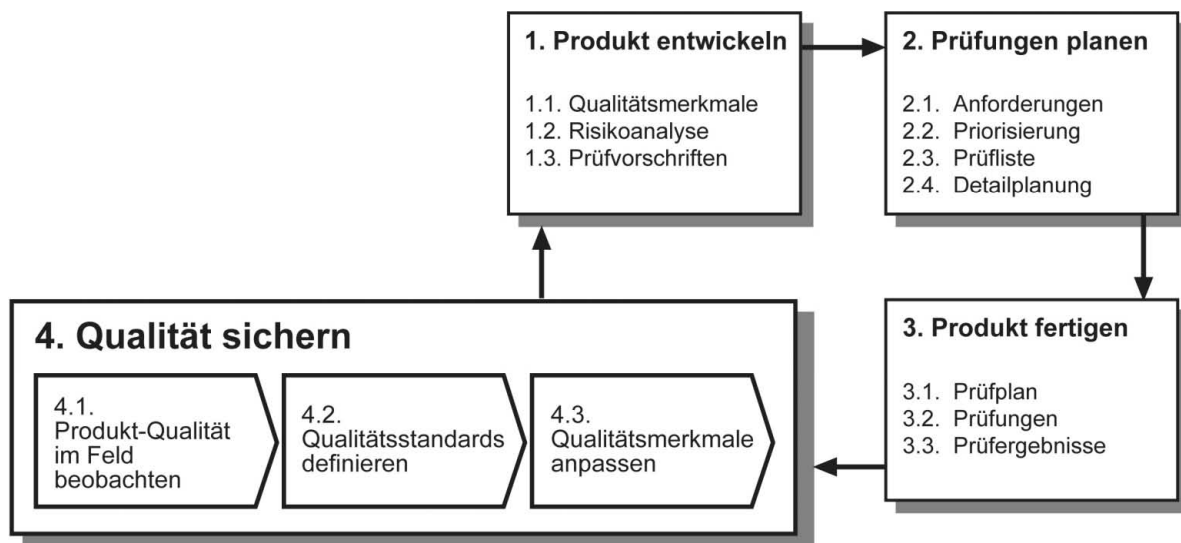 1. Produkt entwickeln
1.1. Qualitätsmerkmale
1.2. Risikoanalyse
1.3. Prüfvorschriften
2. Prüfungen planen
2.1. Anforderungen
2.2. Priorisierung
2.3. Prüfliste
2.4. Detailplanung
3. Produkt fertigen
3.1. Prüfplan
3.2. Prüfungen
3.3. Prüfergebnisse
4. Qualität sichern
4.1.
Produkt-Qualität
im Feld
beobachten
4.2.
Qualitätsstandards
definieren
4.3.
Qualitätsmerkmale
anpassen